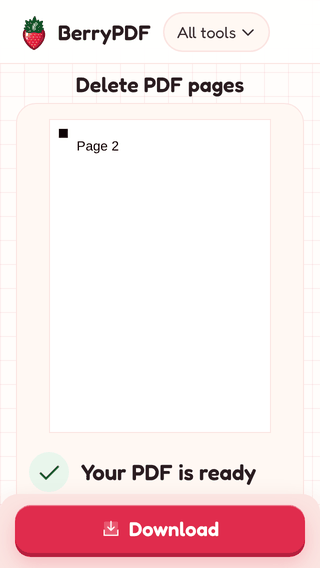 BerryPDF
All tools
Delete PDF pages
Page 2
Your PDF is ready
Download